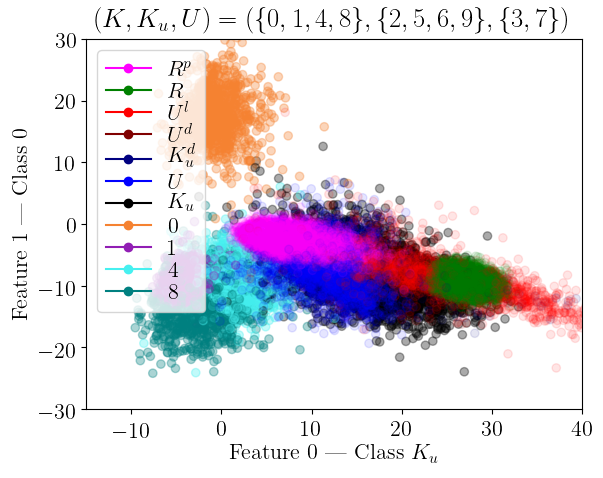 (K, K_u, U) = ({0, 1, 4, 8}, {2, 5, 6, 9}, {3, 7})
30
20
10
0
−10
−20
−30
Feature 1 — Class 0
R^p
R
U^l
U^d
K_u^d
U
K_u
0
1
4
8
−10
0
10
20
30
40
Feature 0 — Class K_u